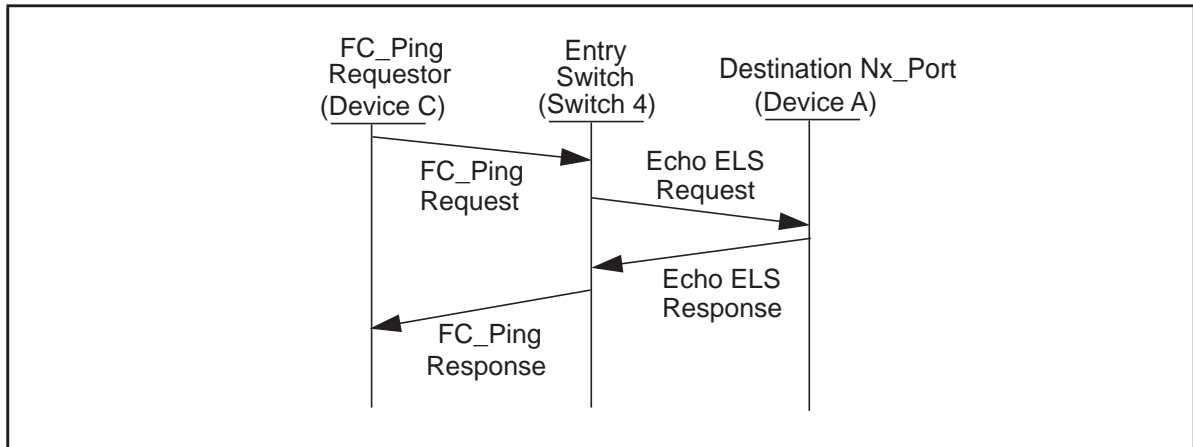 FC_Ping
Requestor
(Device C)
Entry
Switch
(Switch 4)
Destination Nx_Port
(Device A)
FC_Ping
Request
Echo ELS
Request
Echo ELS
Response
FC_Ping
Response